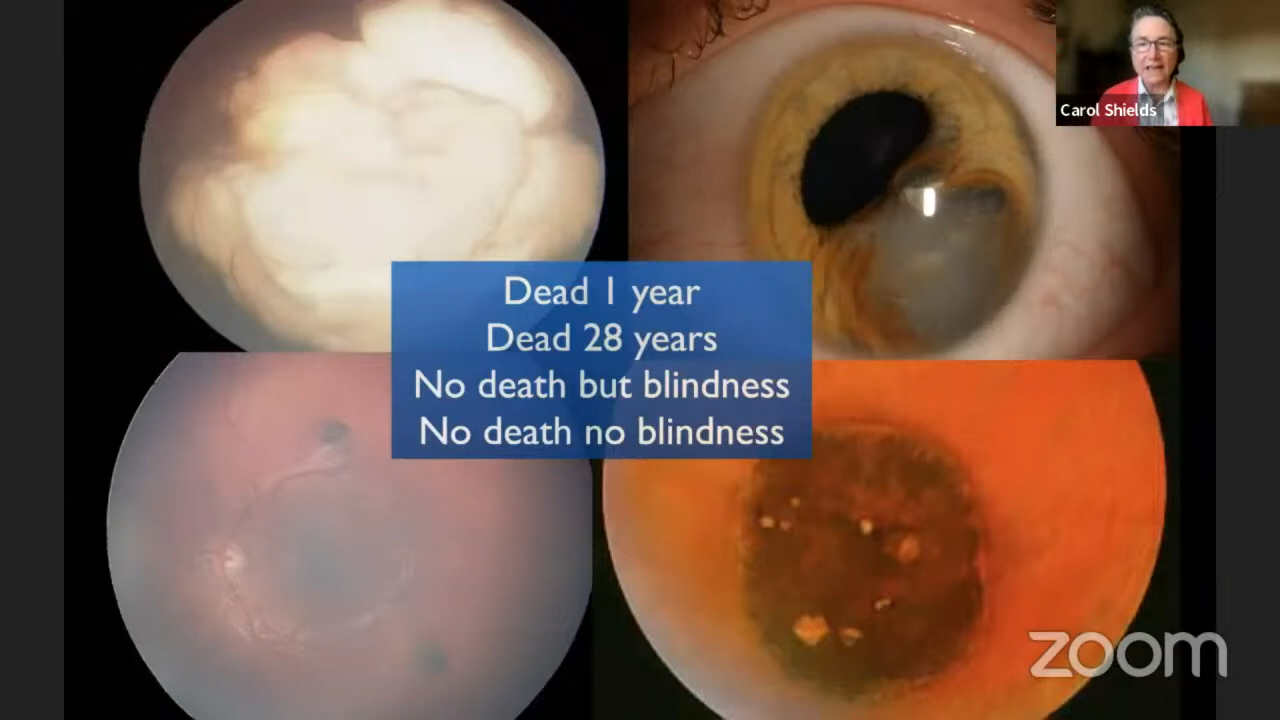 Carol Shields
Dead 1 year
Dead 28 years
No death but blindness
No death no blindness
zoom